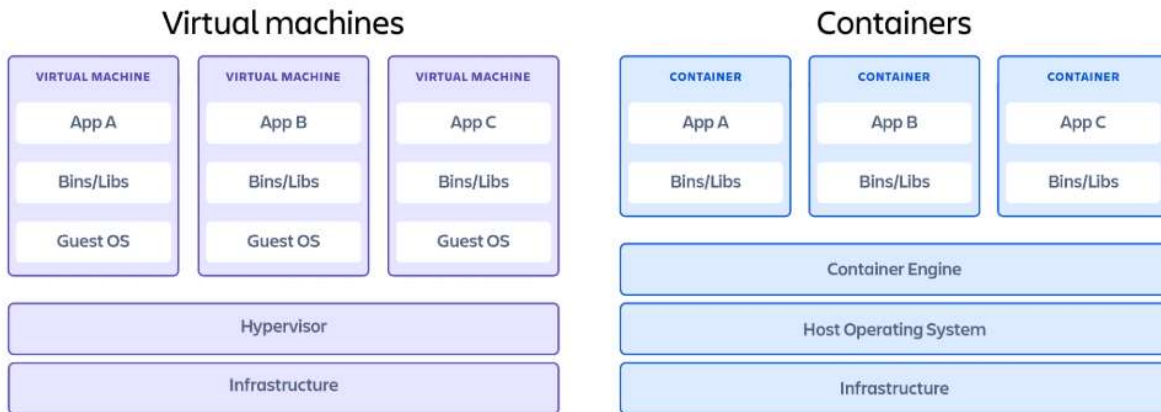 Virtual machines
VIRTUAL MACHINE VIRTUAL MACHINE VIRTUAL MACHINE
App A App B App C
Bins/Libs Bins/Libs Bins/Libs
Guest OS Guest OS Guest OS
Hypervisor
Infrastructure
Containers
CONTAINER CONTAINER CONTAINER
App A App B App C
Bins/Libs Bins/Libs Bins/Libs
Container Engine
Host Operating System
Infrastructure